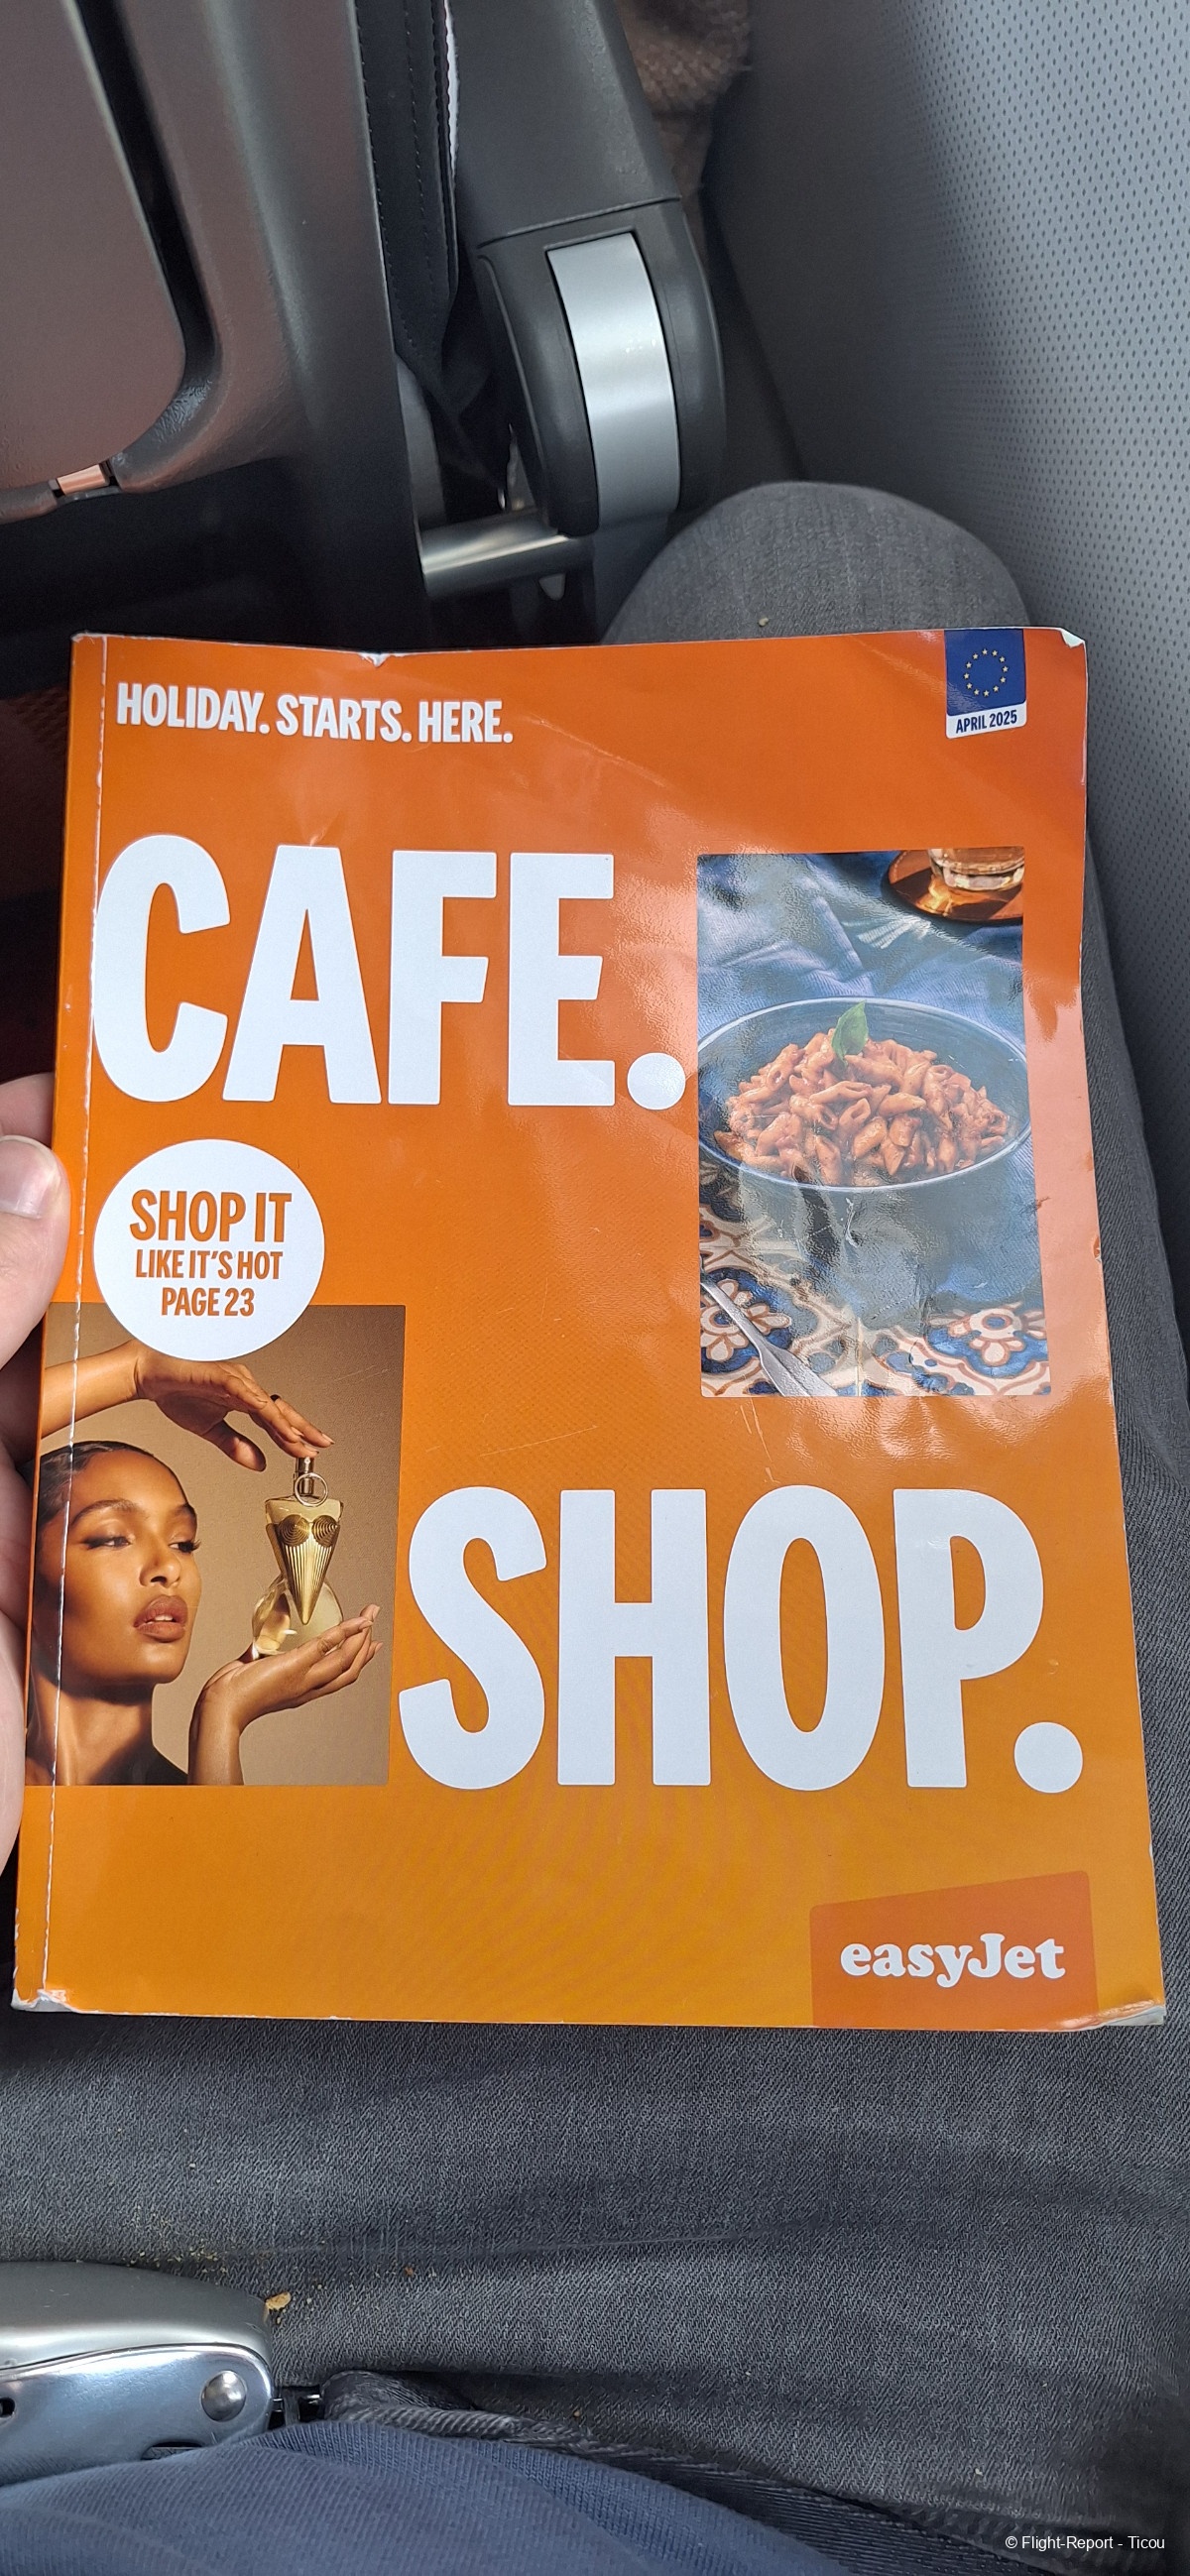 HOLIDAY. STARTS. HERE.
APRIL 2025
CAFE.
SHOP IT
LIKE IT'S HOT
PAGE 23
SHOP.
easyJet
© Flight-Report - Ticou